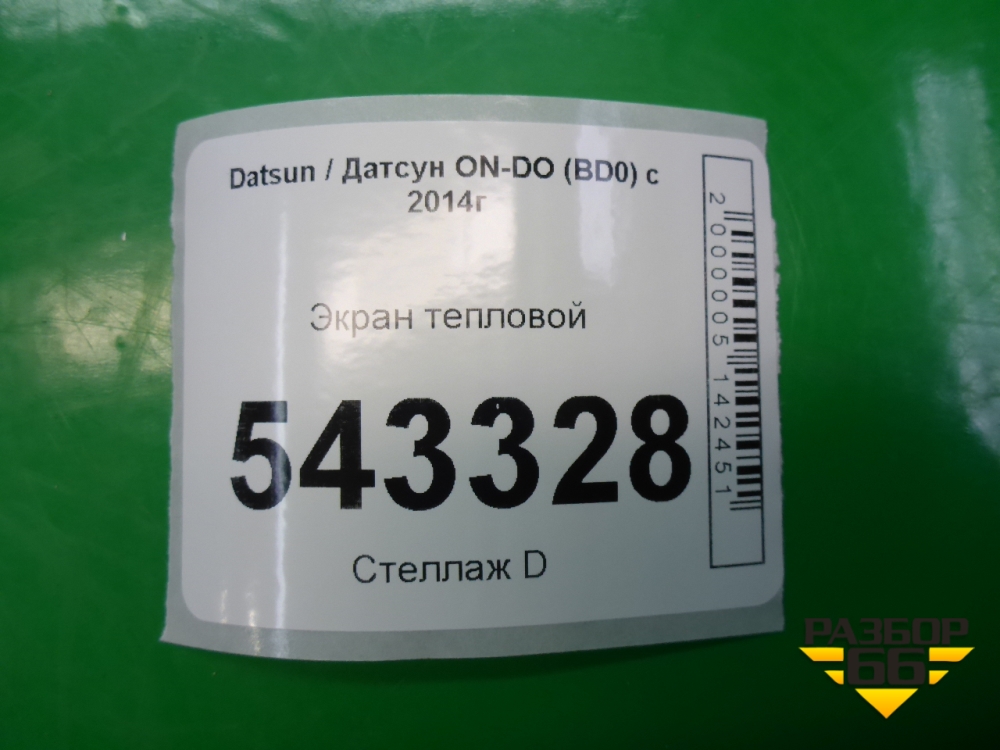 Datsun / Датсун ON-DO (BD0) с
2014г
Экран тепловой
543328
Стеллаж D
2000005142451
РАЗБОР
66